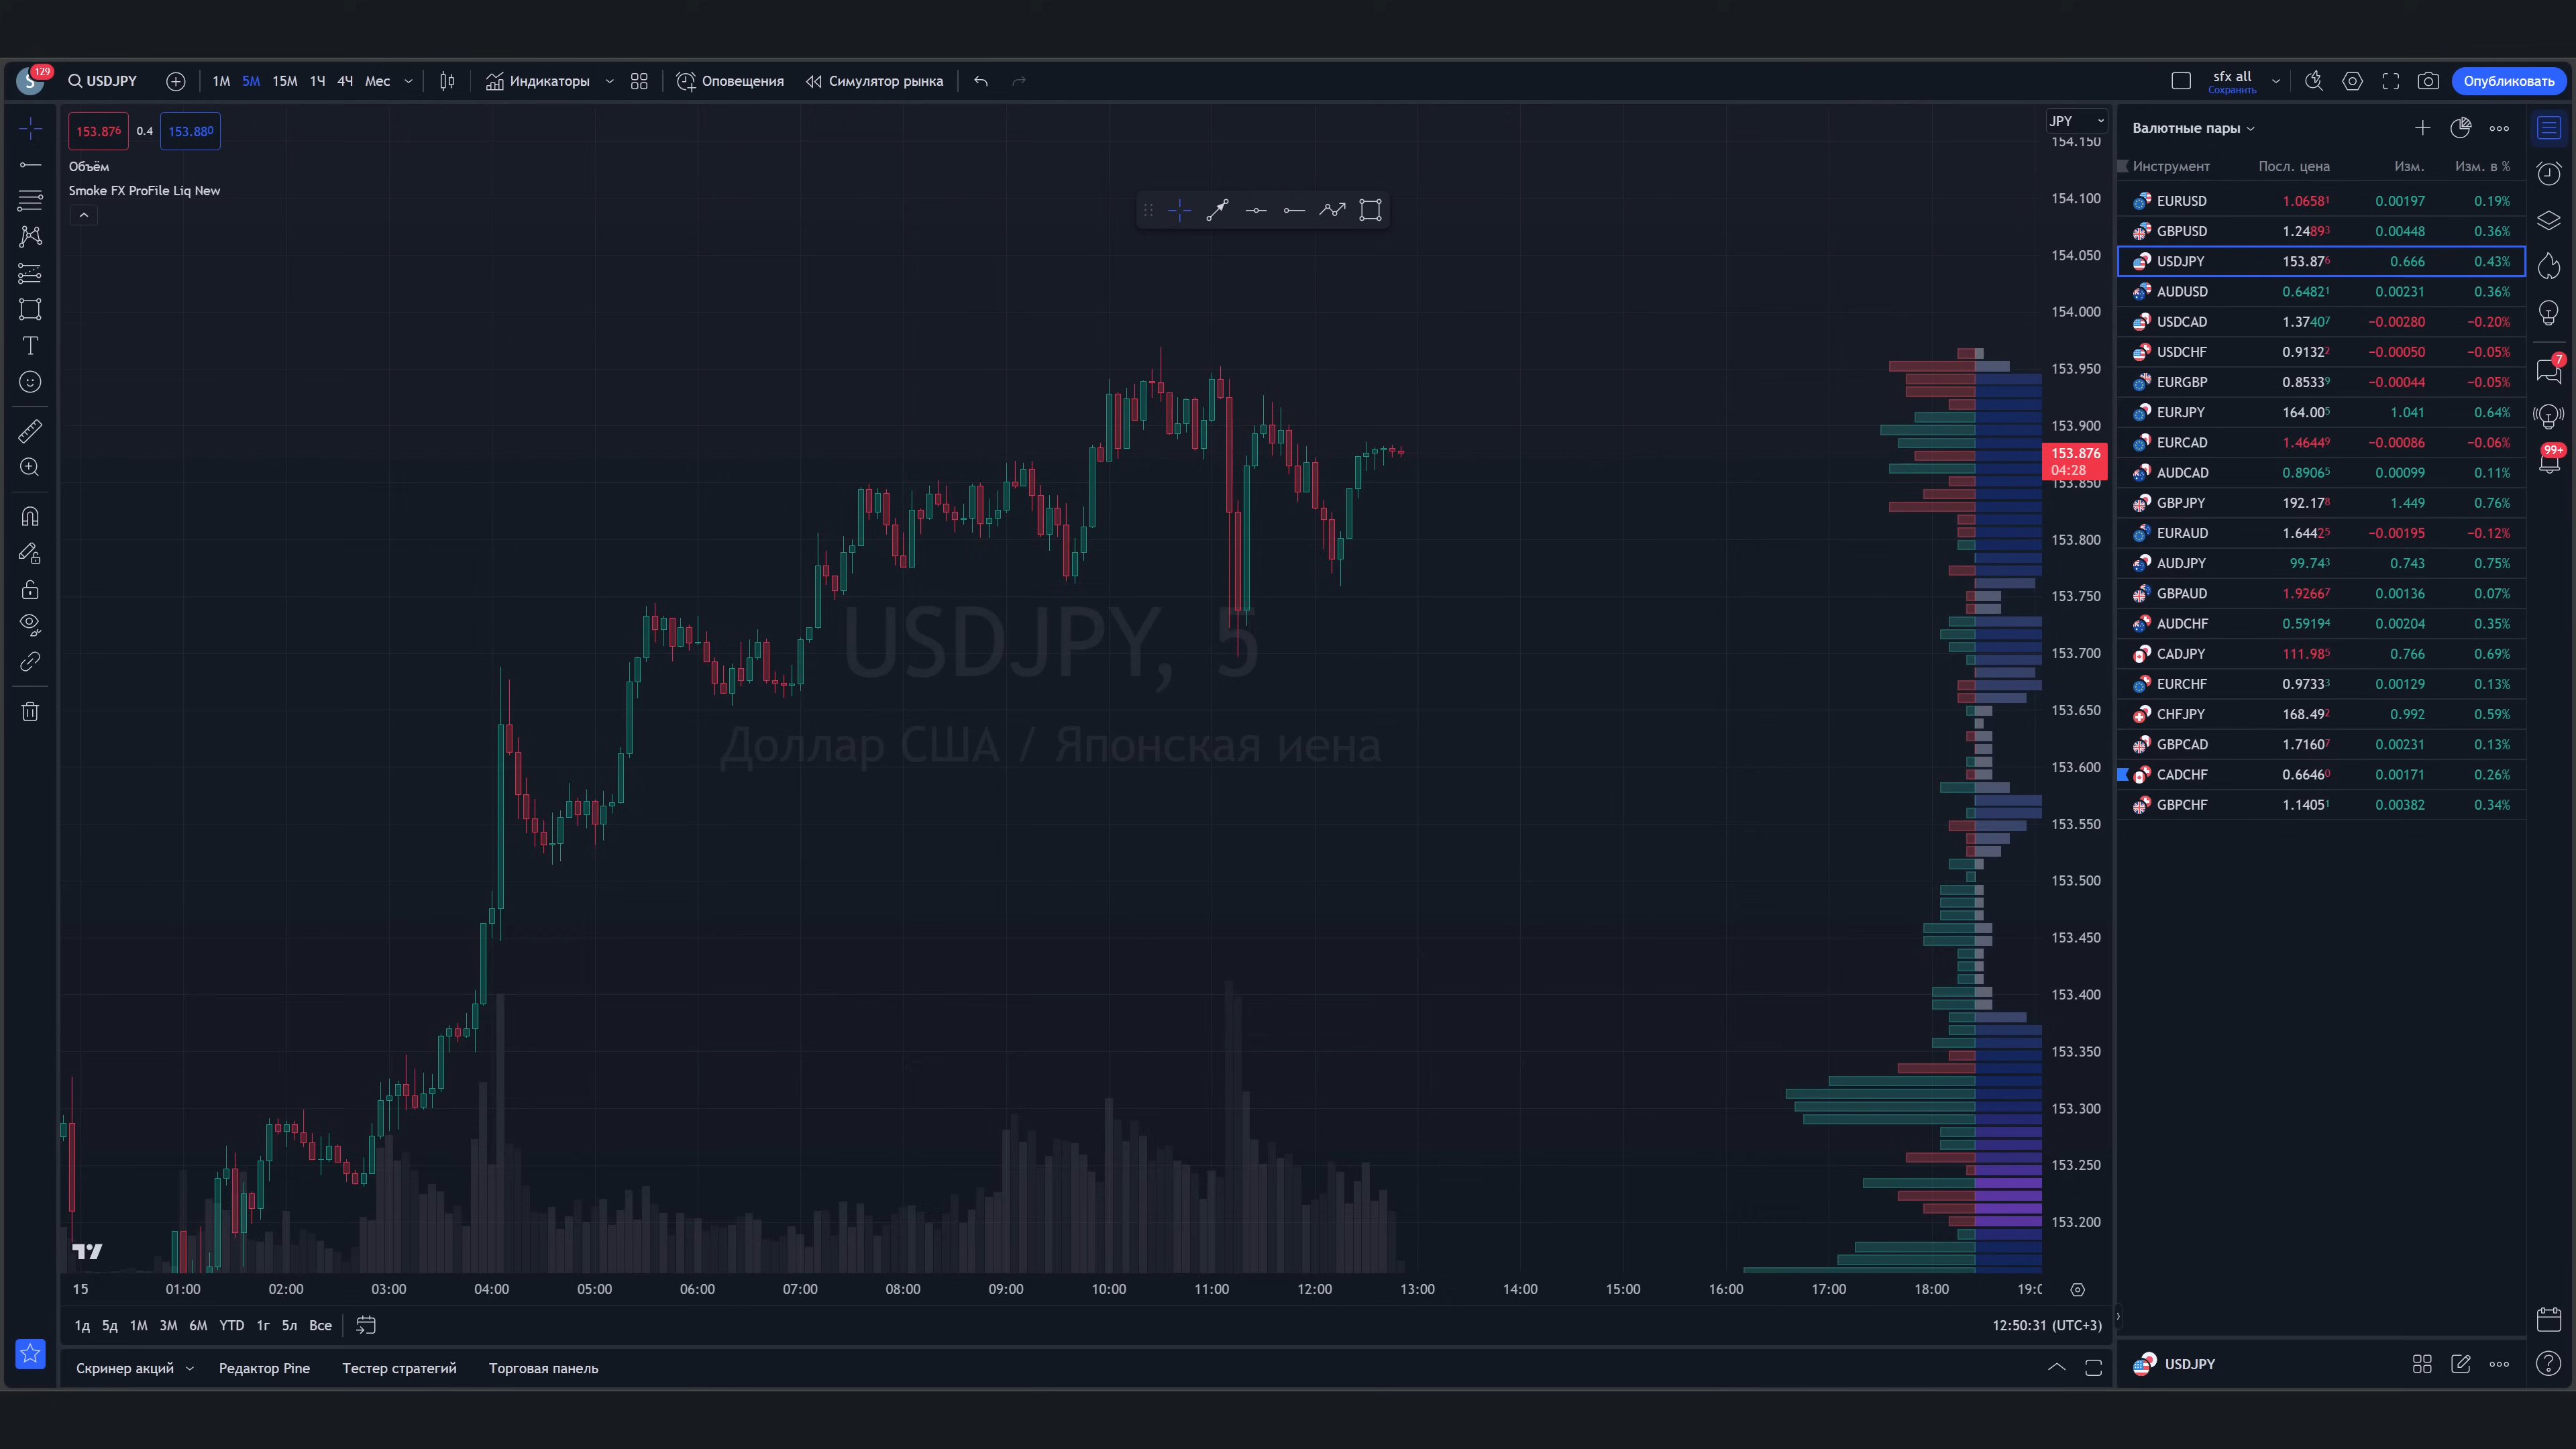 S 129 USDJPY 1М 5М 15М 1Ч 4Ч Мес Индикаторы Оповещения Симулятор рынка sfx all Опубликовать
Сохранить
153.876 0.4 153.880
Объём
Smoke FX ProFile Liq New
USDJPY, 5
Доллар США / Японская иена
JPY
154.150
154.100
154.050
154.000
153.950
153.900
153.876
04:28
153.850
153.800
153.750
153.700
153.650
153.600
153.550
153.500
153.450
153.400
153.350
153.300
153.250
153.200
15 01:00 02:00 03:00 04:00 05:00 06:00 07:00 08:00 09:00 10:00 11:00 12:00 13:00 14:00 15:00 16:00 17:00 18:00 19:0
1д 5д 1М 3М 6М YTD 1г 5л Все 12:50:31 (UTC+3)
Скринер акций Редактор Pine Тестер стратегий Торговая панель
Валютные пары
Инструмент Посл. цена Изм. Изм. в %
EURUSD 1.06581 0.00197 0.19%
GBPUSD 1.24893 0.00448 0.36%
USDJPY 153.876 0.666 0.43%
AUDUSD 0.64821 0.00231 0.36%
USDCAD 1.37407 −0.00280 −0.20%
USDCHF 0.91322 −0.00050 −0.05%
EURGBP 0.85339 −0.00044 −0.05%
EURJPY 164.005 1.041 0.64%
EURCAD 1.46449 −0.00086 −0.06%
AUDCAD 0.89065 0.00099 0.11%
GBPJPY 192.178 1.449 0.76%
EURAUD 1.64425 −0.00195 −0.12%
AUDJPY 99.743 0.743 0.75%
GBPAUD 1.92667 0.00136 0.07%
AUDCHF 0.59194 0.00204 0.35%
CADJPY 111.985 0.766 0.69%
EURCHF 0.97333 0.00129 0.13%
CHFJPY 168.492 0.992 0.59%
GBPCAD 1.71607 0.00231 0.13%
CADCHF 0.66460 0.00171 0.26%
GBPCHF 1.14051 0.00382 0.34%
USDJPY
7
99+